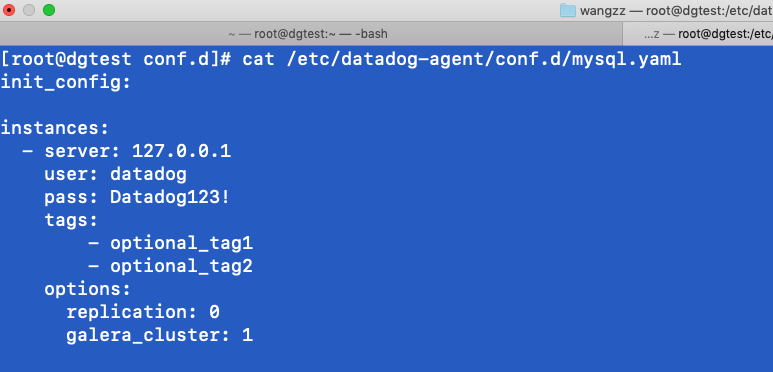 wangzz — root@dgtest:/etc/dat
~ — root@dgtest:~ — -bash
...z — root@dgtest:/etc/
[root@dgtest conf.d]# cat /etc/datadog-agent/conf.d/mysql.yaml
init_config:
instances:
- server: 127.0.0.1
user: datadog
pass: Datadog123!
tags:
- optional_tag1
- optional_tag2
options:
replication: 0
galera_cluster: 1